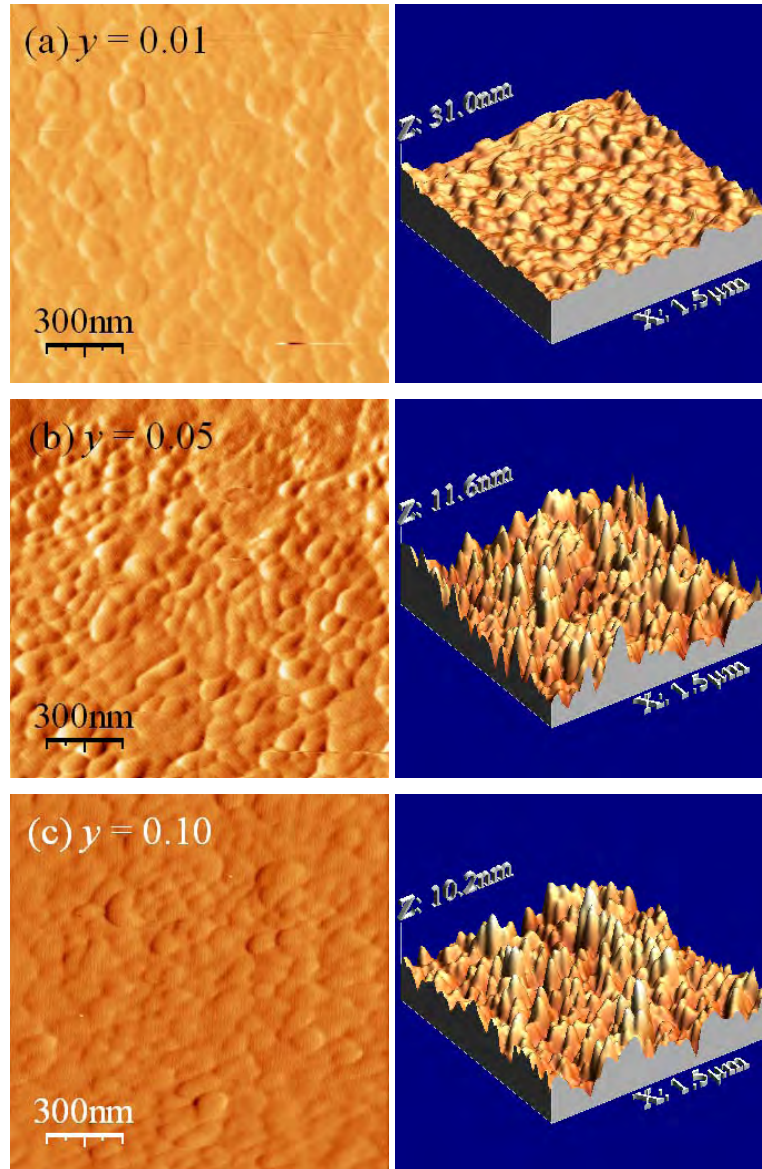 (a) y = 0.01
300nm
Z: 31.0nm
X: 1.5µm
(b) y = 0.05
300nm
Z: 11.6nm
X: 1.5µm
(c) y = 0.10
300nm
Z: 10.2nm
X: 1.5µm